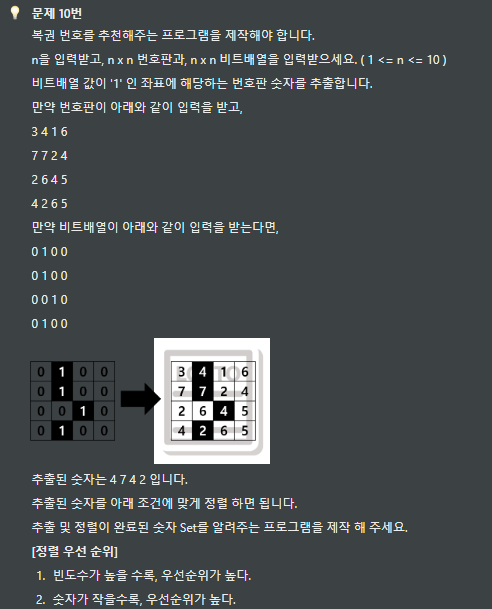 문제 10번
복권 번호를 추천해주는 프로그램을 제작해야 합니다.
n을 입력받고, n x n 번호판과, n x n 비트배열을 입력받으세요. ( 1 <= n <= 10 )
비트배열 값이 '1' 인 좌표에 해당하는 번호판 숫자를 추출합니다.
만약 번호판이 아래와 같이 입력을 받고,
3 4 1 6
7 7 2 4
2 6 4 5
4 2 6 5
만약 비트배열이 아래와 같이 입력을 받는다면,
0 1 0 0
0 1 0 0
0 0 1 0
0 1 0 0
0 1 0 0 3 4 1 6
0 1 0 0 7 7 2 4
0 0 1 0 2 6 4 5
0 1 0 0 4 2 6 5
추출된 숫자는 4 7 4 2 입니다.
추출된 숫자를 아래 조건에 맞게 정렬 하면 됩니다.
추출 및 정렬이 완료된 숫자 Set를 알려주는 프로그램을 제작 해 주세요.
[정렬 우선 순위]
1. 빈도수가 높을 수록, 우선순위가 높다.
2. 숫자가 작을수록, 우선순위가 높다.